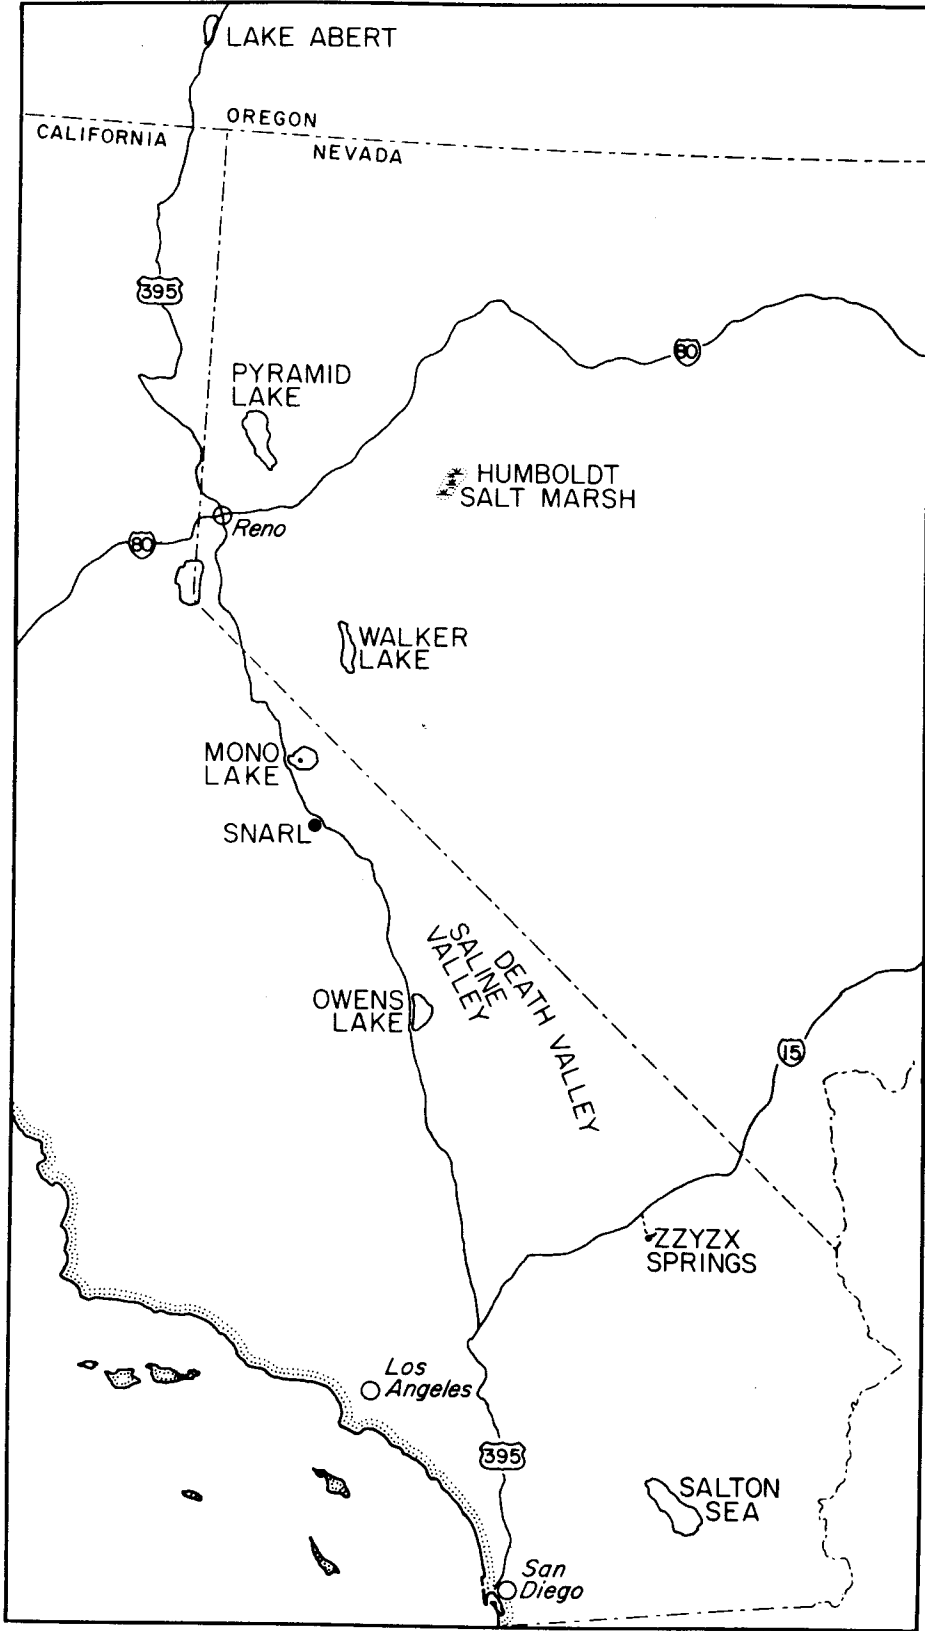 LAKE ABERT
OREGON
CALIFORNIA
NEVADA
395
80
PYRAMID
LAKE
HUMBOLDT
SALT MARSH
Reno
80
WALKER
LAKE
MONO
LAKE
SNARL
SALINE
VALLEY
DEATH VALLEY
OWENS
LAKE
15
ZZYZX
SPRINGS
Los
Angeles
395
SALTON
SEA
San
Diego